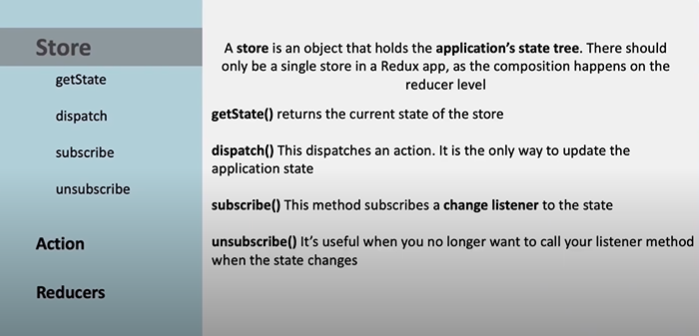 Store
getState
dispatch
subscribe
unsubscribe
Action
Reducers
A store is an object that holds the application's state tree. There should
only be a single store in a Redux app, as the composition happens on the
reducer level
getState() returns the current state of the store
dispatch() This dispatches an action. It is the only way to update the
application state
subscribe() This method subscribes a change listener to the state
unsubscribe() It's useful when you no longer want to call your listener method
when the state changes